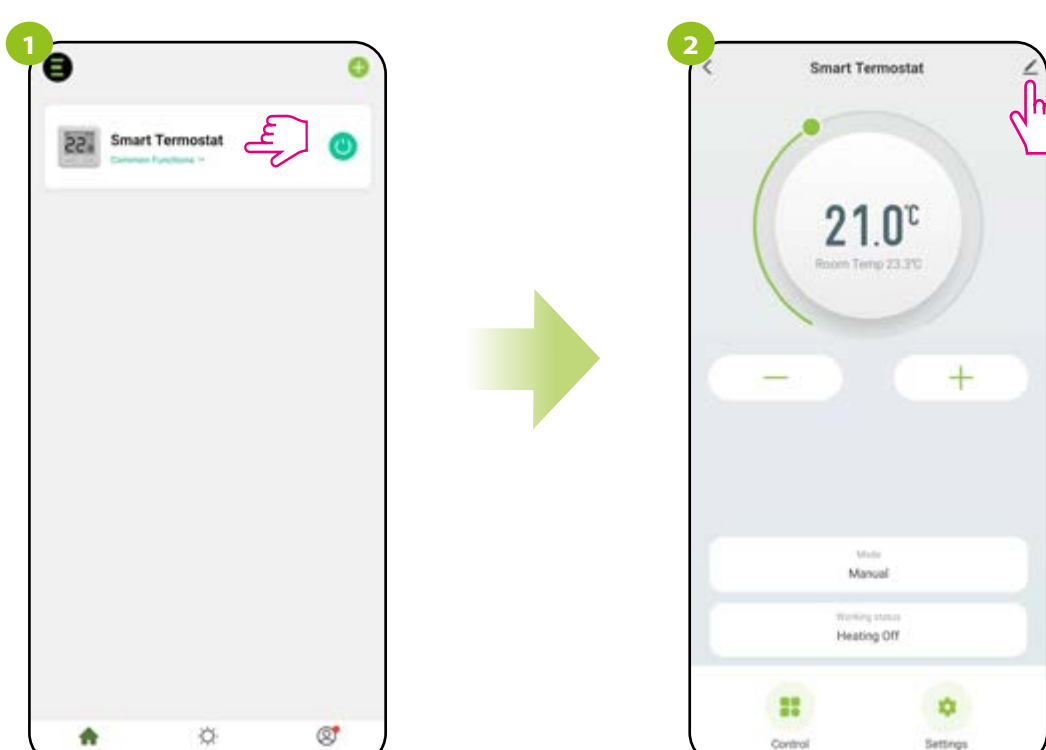 1
22
Smart Termostat
Common Functions
2
Smart Termostat
21.0℃
Room Temp 23.3℃
Mode
Manual
Working status
Heating Off
Control
Settings